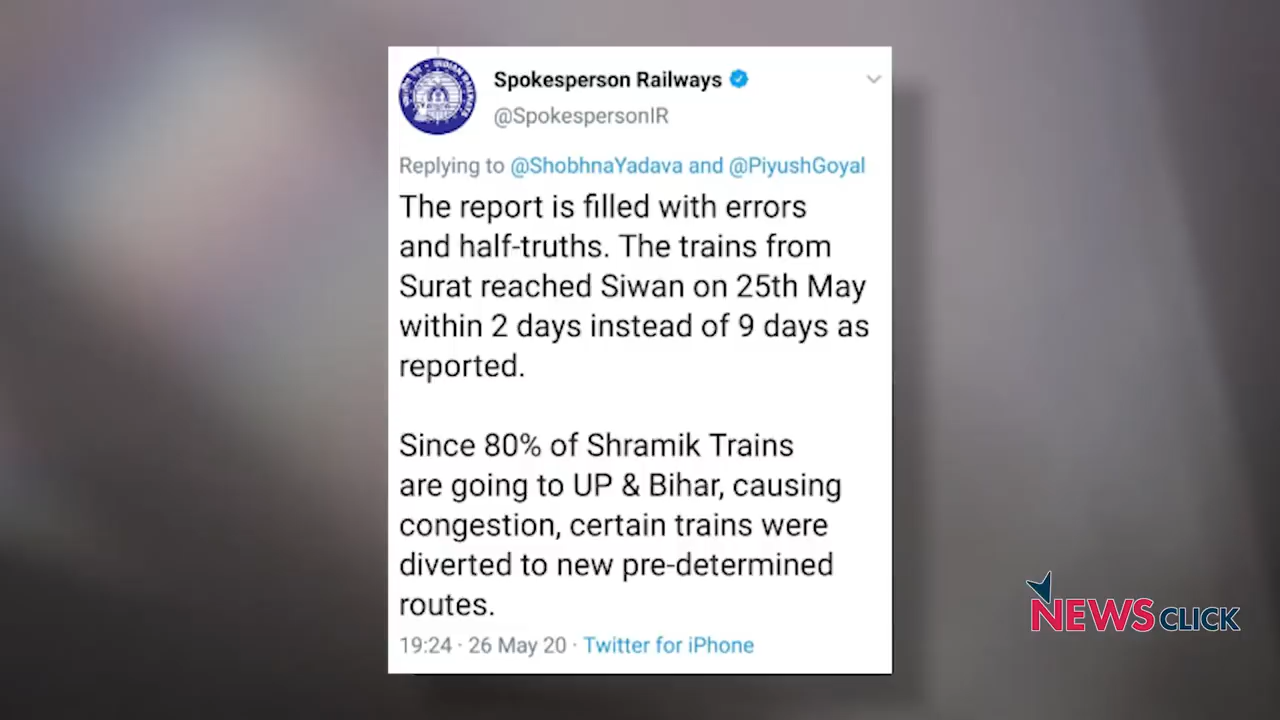 Spokesperson Railways
@SpokespersonIR
Replying to @ShobhnaYadava and @PiyushGoyal
The report is filled with errors
and half-truths. The trains from
Surat reached Siwan on 25th May
within 2 days instead of 9 days as
reported.
Since 80% of Shramik Trains
are going to UP & Bihar, causing
congestion, certain trains were
diverted to new pre-determined
routes.
19:24 · 26 May 20 · Twitter for iPhone
NEWSCLICK
INDIAN RAILWAYS